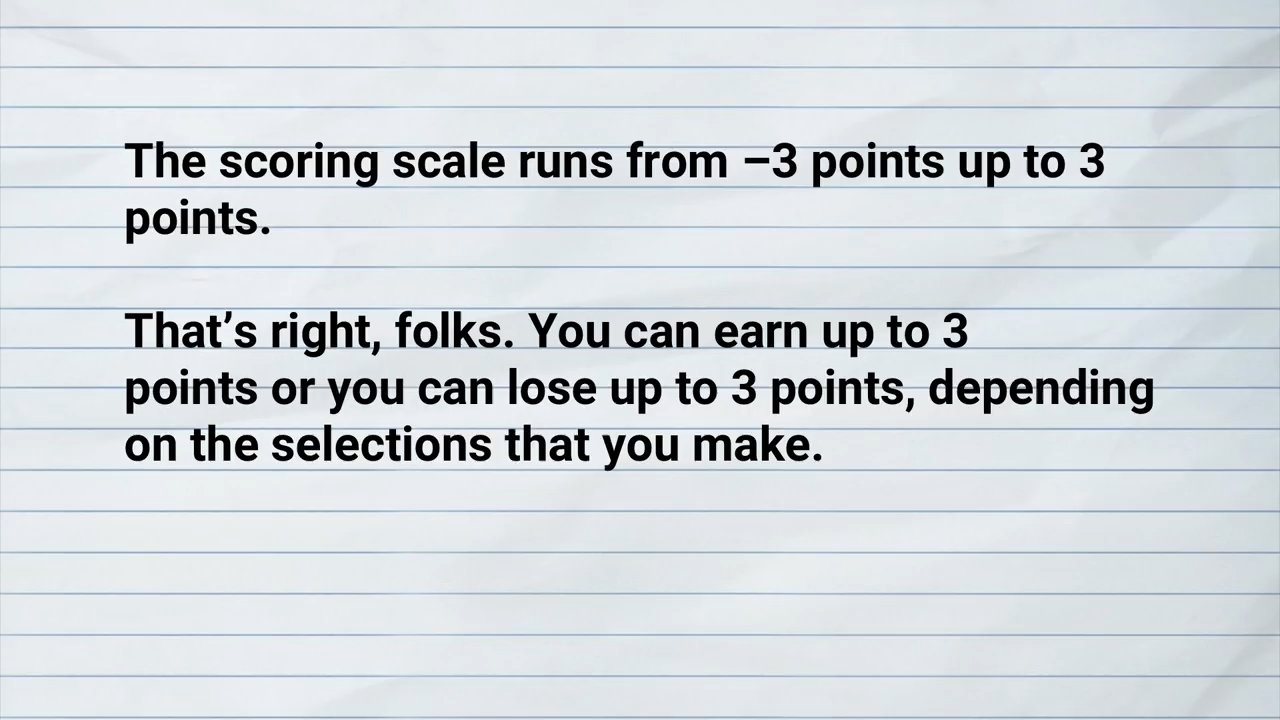 The scoring scale runs from –3 points up to 3
points.
That’s right, folks. You can earn up to 3
points or you can lose up to 3 points, depending
on the selections that you make.